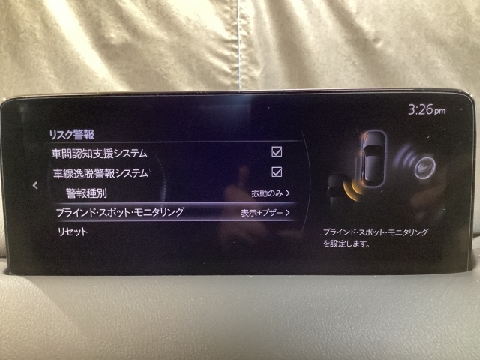 3:26pm
リスク警報
車間認知支援システム
車線逸脱警報システム
警報種別 振動のみ
ブラインド・スポット・モニタリング 表示+ブザー
リセット
ブラインド・スポット・モニタリング
を設定します。